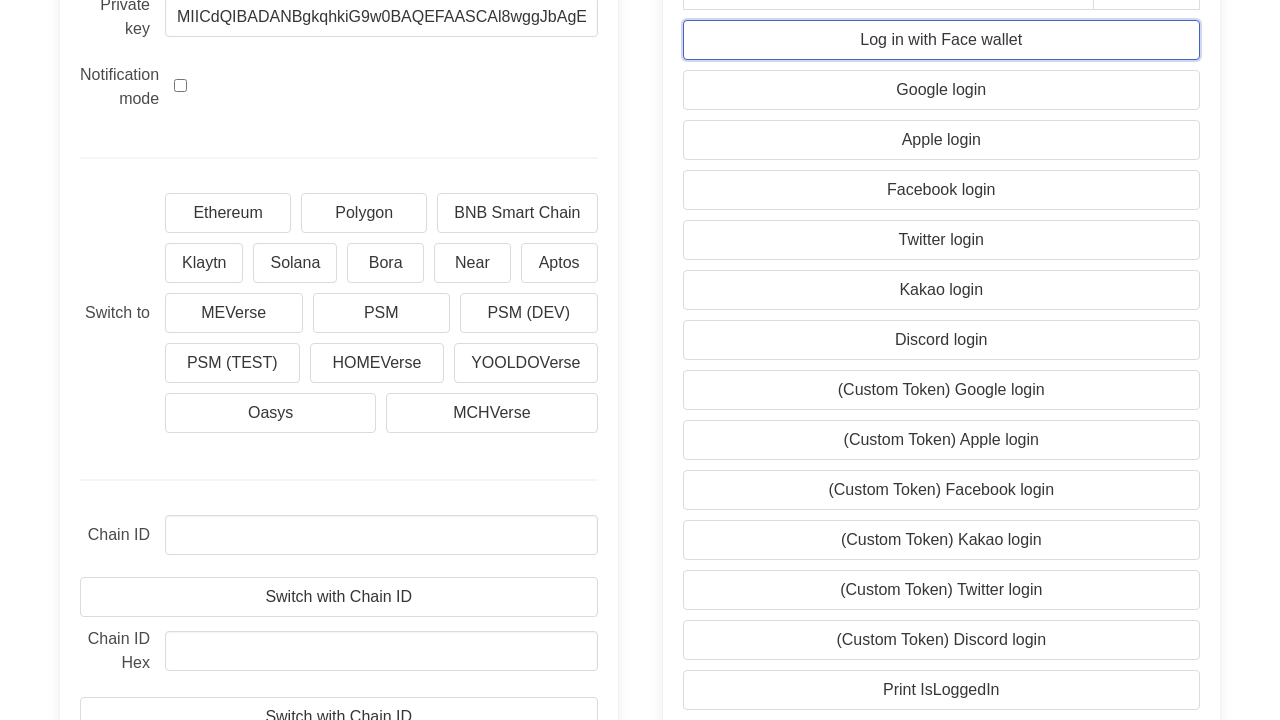 Private
key
MIICdQIBADANBgkqhkiG9w0BAQEFAASCAl8wggJbAgE
Notification
mode
Switch to
Ethereum
Polygon
BNB Smart Chain
Klaytn
Solana
Bora
Near
Aptos
MEVerse
PSM
PSM (DEV)
PSM (TEST)
HOMEVerse
YOOLDOVerse
Oasys
MCHVerse
Chain ID
Switch with Chain ID
Chain ID
Hex
Switch with Chain ID
Log in with Face wallet
Google login
Apple login
Facebook login
Twitter login
Kakao login
Discord login
(Custom Token) Google login
(Custom Token) Apple login
(Custom Token) Facebook login
(Custom Token) Kakao login
(Custom Token) Twitter login
(Custom Token) Discord login
Print IsLoggedIn